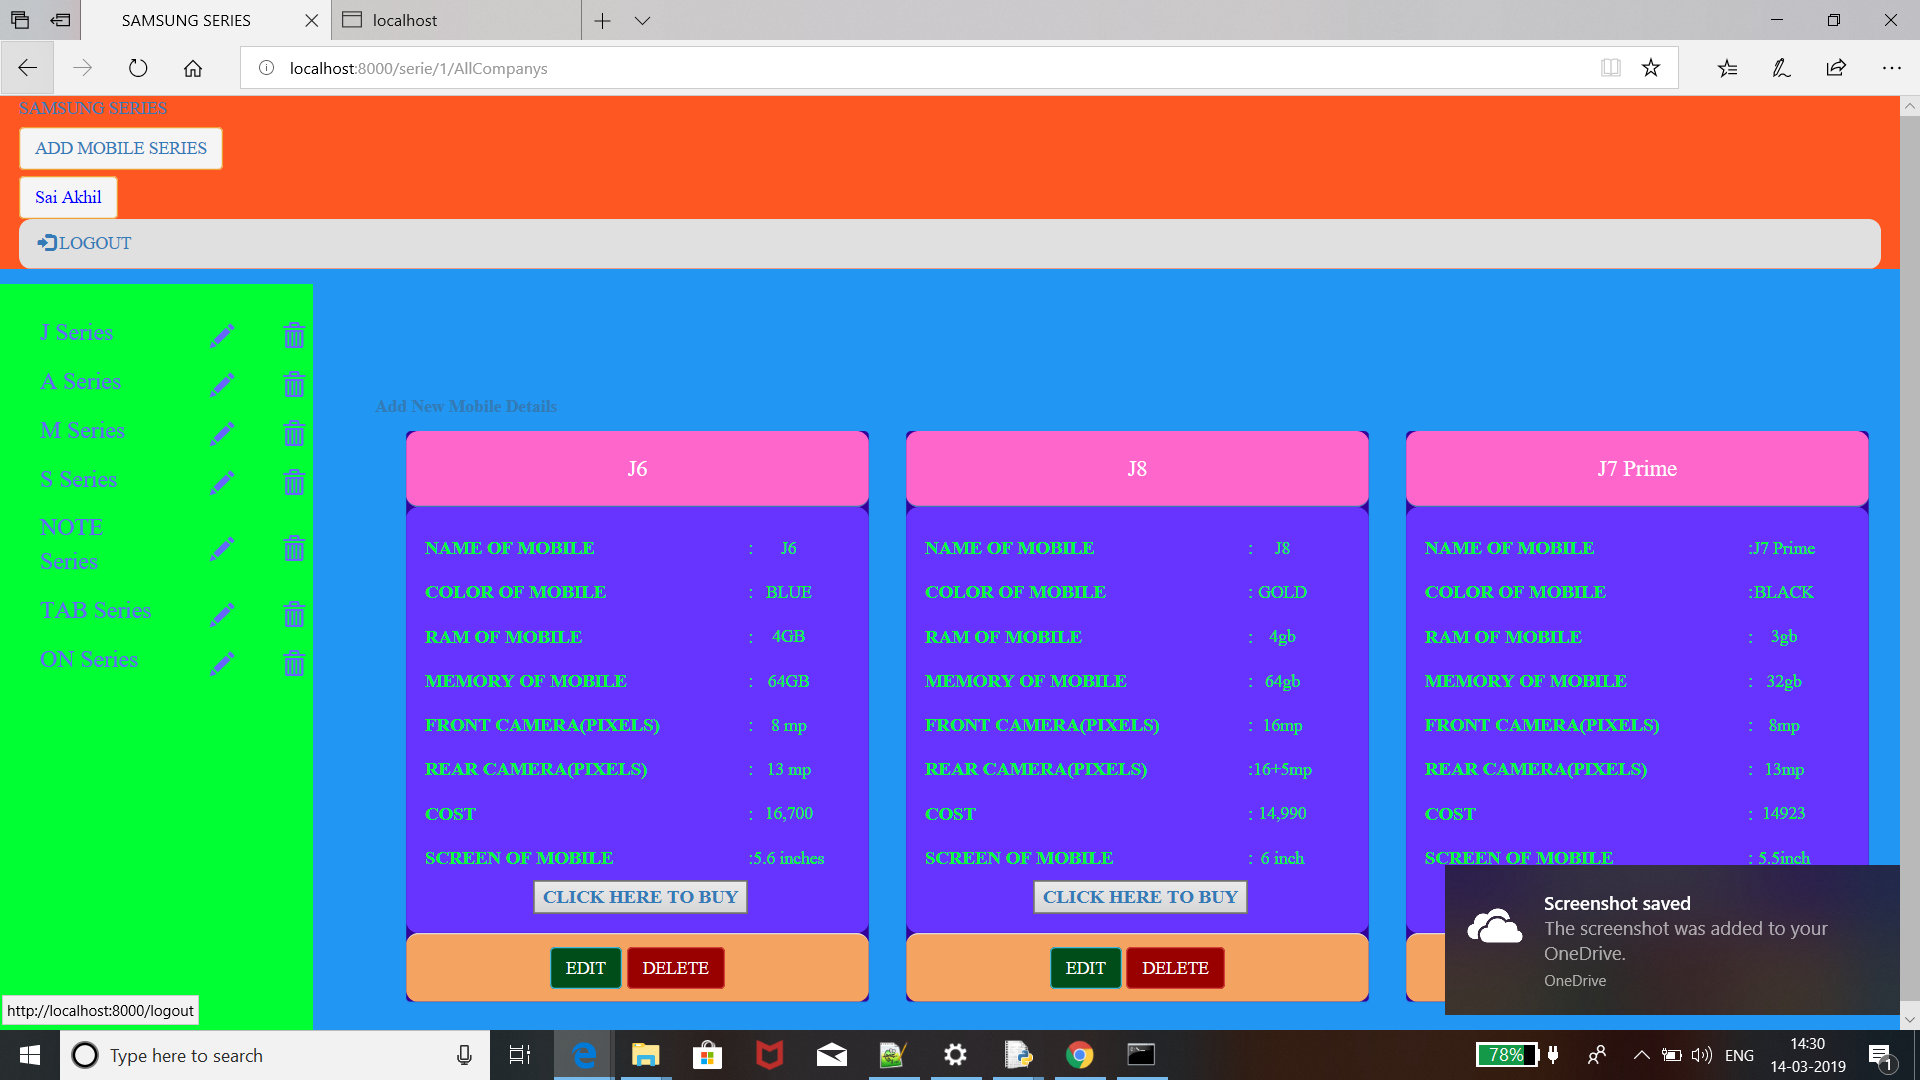 SAMSUNG SERIES
localhost
localhost:8000/serie/1/AllCompanys
SAMSUNG SERIES
ADD MOBILE SERIES
Sai Akhil
LOGOUT
J Series
A Series
M Series
S Series
NOTE
Series
TAB Series
ON Series
Add New Mobile Details
J6
NAME OF MOBILE : J6
COLOR OF MOBILE : BLUE
RAM OF MOBILE : 4GB
MEMORY OF MOBILE : 64GB
FRONT CAMERA(PIXELS) : 8 mp
REAR CAMERA(PIXELS) : 13 mp
COST : 16,700
SCREEN OF MOBILE :5.6 inches
CLICK HERE TO BUY
EDIT DELETE
J8
NAME OF MOBILE : J8
COLOR OF MOBILE : GOLD
RAM OF MOBILE : 4gb
MEMORY OF MOBILE : 64gb
FRONT CAMERA(PIXELS) : 16mp
REAR CAMERA(PIXELS) :16+5mp
COST : 14,990
SCREEN OF MOBILE : 6 inch
CLICK HERE TO BUY
EDIT DELETE
J7 Prime
NAME OF MOBILE :J7 Prime
COLOR OF MOBILE :BLACK
RAM OF MOBILE : 3gb
MEMORY OF MOBILE : 32gb
FRONT CAMERA(PIXELS) : 8mp
REAR CAMERA(PIXELS) : 13mp
COST : 14923
SCREEN OF MOBILE : 5.5inch
Screenshot saved
The screenshot was added to your
OneDrive.
OneDrive
http://localhost:8000/logout
Type here to search
78%
ENG
14:30
14-03-2019
1